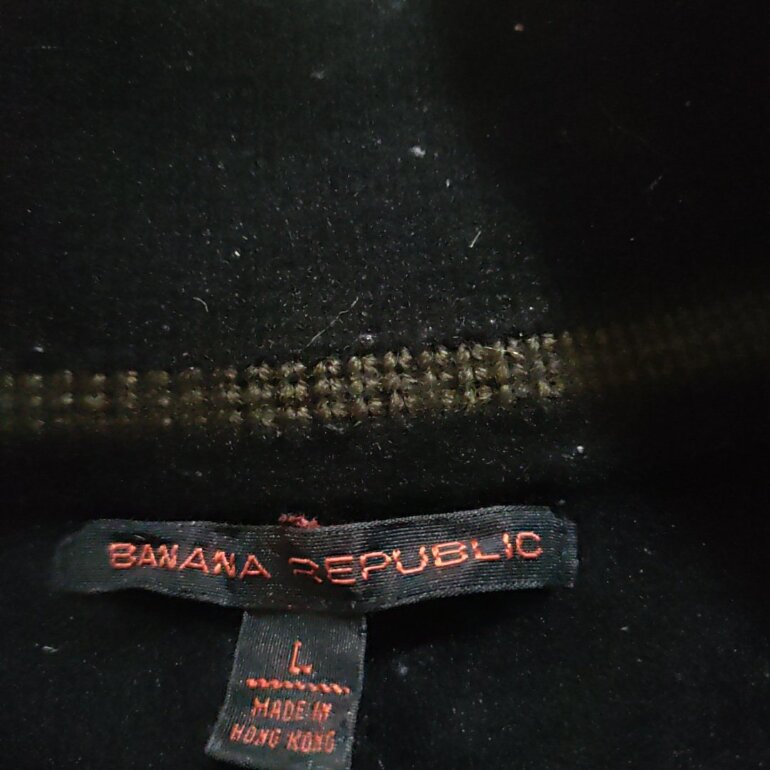 BANANA REPUBLIC
L
MADE IN
HONG KONG